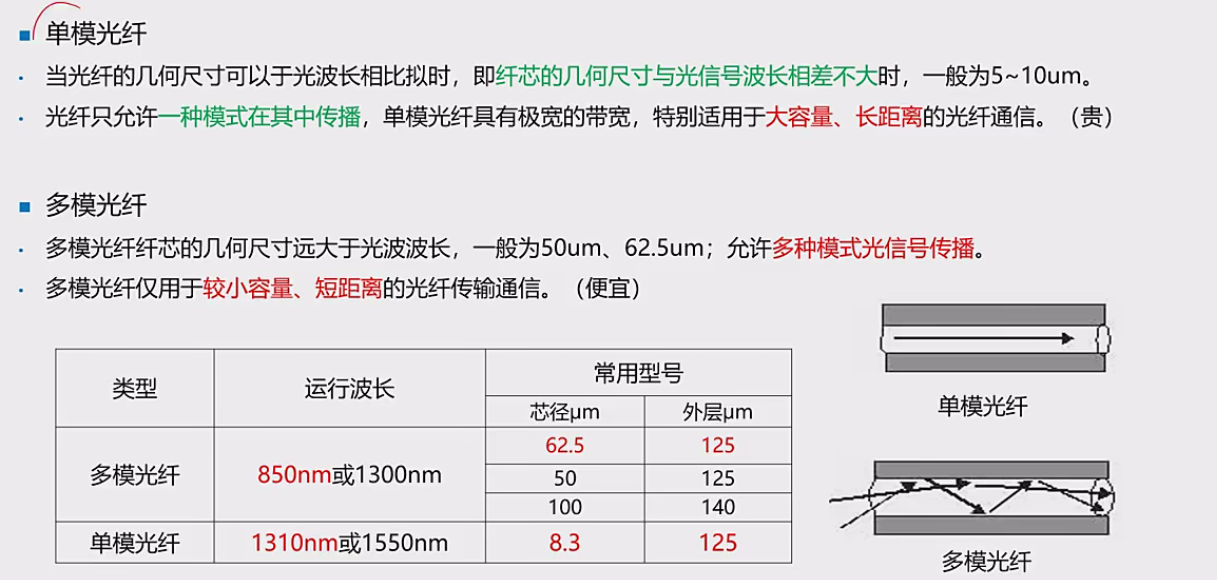 ■ 单模光纤
· 当光纤的几何尺寸可以于光波长相比拟时，即纤芯的几何尺寸与光信号波长相差不大时，一般为5~10um。
· 光纤只允许一种模式在其中传播，单模光纤具有极宽的带宽，特别适用于大容量、长距离的光纤通信。（贵）
■ 多模光纤
· 多模光纤纤芯的几何尺寸远大于光波波长，一般为50um、62.5um；允许多种模式光信号传播。
· 多模光纤仅用于较小容量、短距离的光纤传输通信。（便宜）
类型 运行波长 常用型号
芯径μm 外层μm
多模光纤 850nm或1300nm 62.5 125
50 125
100 140
单模光纤 1310nm或1550nm 8.3 125
单模光纤
多模光纤